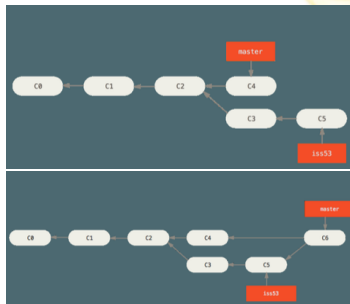 master
C0 C1 C2 C4
C3 C5
iss53
master
C0 C1 C2 C4 C6
C3 C5
iss53